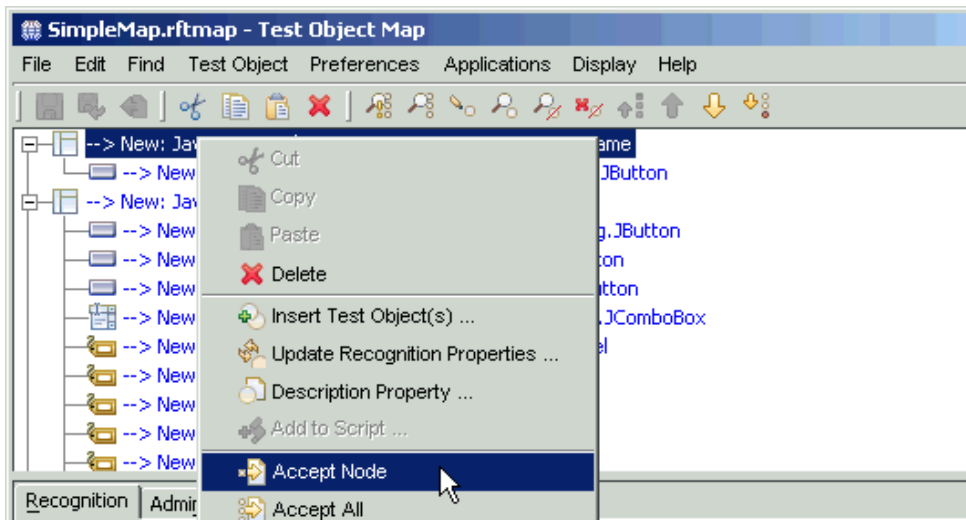 SimpleMap.rftmap - Test Object Map
File Edit Find Test Object Preferences Applications Display Help
--> New: Jav ame
--> New JButton
--> New: Jav
--> New g.JButton
--> New ton
--> New utton
--> New .JComboBox
--> New el
--> New
--> New
--> New
--> New
Cut
Copy
Paste
Delete
Insert Test Object(s) ...
Update Recognition Properties ...
Description Property ...
Add to Script ...
Accept Node
Accept All
Recognition Admin